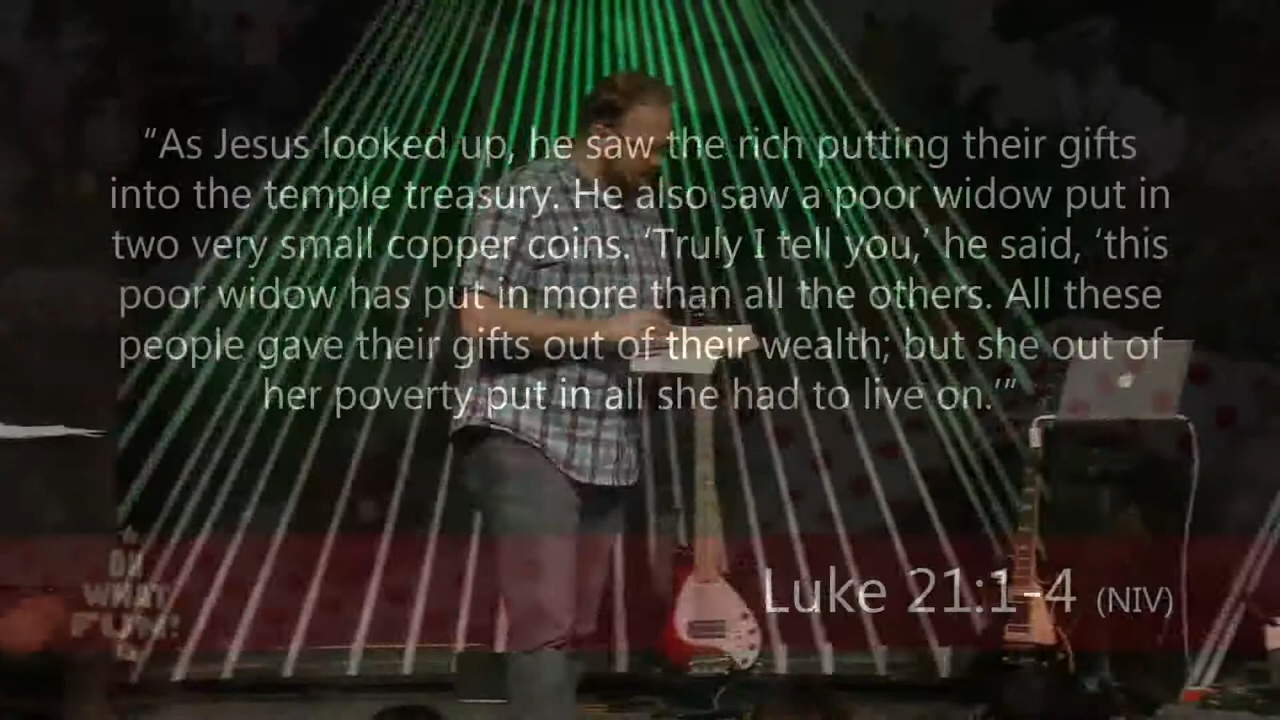 “As Jesus looked up, he saw the rich putting their gifts
into the temple treasury. He also saw a poor widow put in
two very small copper coins. ‘Truly I tell you,’ he said, ‘this
poor widow has put in more than all the others. All these
people gave their gifts out of their wealth; but she out of
her poverty put in all she had to live on.’”
Luke 21:1-4 (NIV)
OH
WHAT
FUN!